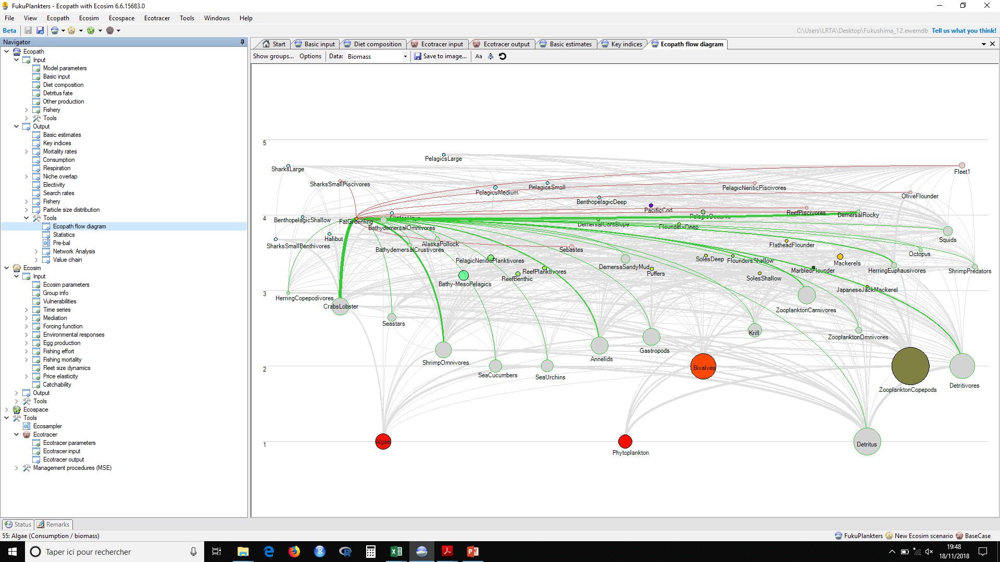 FukuPlankters - Ecopath with Ecosim 6.6.15683.0
File View Ecopath Ecosim Ecospace Ecotracer Tools Windows Help
Beta
C:\Users\LRTA\Desktop\Fukushima_12.ewemdb Tell us what you think!
Navigator
Ecopath
Input
Model parameters
Basic input
Diet composition
Detritus fate
Other production
Fishery
Tools
Output
Basic estimates
Key indices
Mortality rates
Consumption
Respiration
Niche overlap
Electivity
Search rates
Fishery
Particle size distribution
Tools
Ecopath flow diagram
Statistics
Pre-bal
Network Analysis
Value chain
Ecosim
Input
Ecosim parameters
Group info
Vulnerabilities
Time series
Mediation
Forcing function
Environmental responses
Egg production
Fishing effort
Fishing mortality
Fleet size dynamics
Price elasticity
Catchability
Output
Tools
Ecospace
Tools
Ecosampler
Ecotracer
Ecotracer parameters
Ecotracer input
Ecotracer output
Management procedures (MSE)
Start Basic input Diet composition Ecotracer input Ecotracer output Basic estimates Key indices Ecopath flow diagram
Show groups... Options Data: Biomass Save to image... Aa
5
PelagicsLarge
SharksLarge
Fleet1
SharksSmallPiscivores
PelagicsMedium
PelagicsSmall
PelagicNeriticPiscivores
OliveFlounder
BenthopelagicDeep
PacificCod
PelagicOceanic
ReefPiscivores
DemersalRocky
4
BenthopelagicShallow
FatGreenling
BathydemersalOmnivores
DemersalContSlope
FloundersDeep
Squids
Halibut
SharksSmallBenthivores
AlaskaPollock
BathydemersalCrustivores
Sebastes
FlatheadFlounder
Octopus
PelagicNeriticPlanktivores
DemersaSandyMud
SolesDeep
FloundersShallow
Mackerels
ReefPlanktivores
ReefBenthic
Puffers
MarbledFlounder
HerringEuphausivores
ShrimpPredators
SolesShallow
Bathy-MesoPelagics
JapaneseJackMackerel
3
HerringCopepodivores
CrabsLobster
ZooplanktonCarnivores
Seastars
Krill
ZooplanktonOmnivores
Gastropods
ShrimpOmnivores
Annelids
2
SeaCucumbers
SeaUrchins
Bivalves
ZooplanktonCopepods
Detritivores
1
Algae
Phytoplankton
Detritus
Status Remarks
55: Algae (Consumption / biomass)
FukuPlankters New Ecosim scenario BaseCase
Taper ici pour rechercher
19:48
18/11/2018